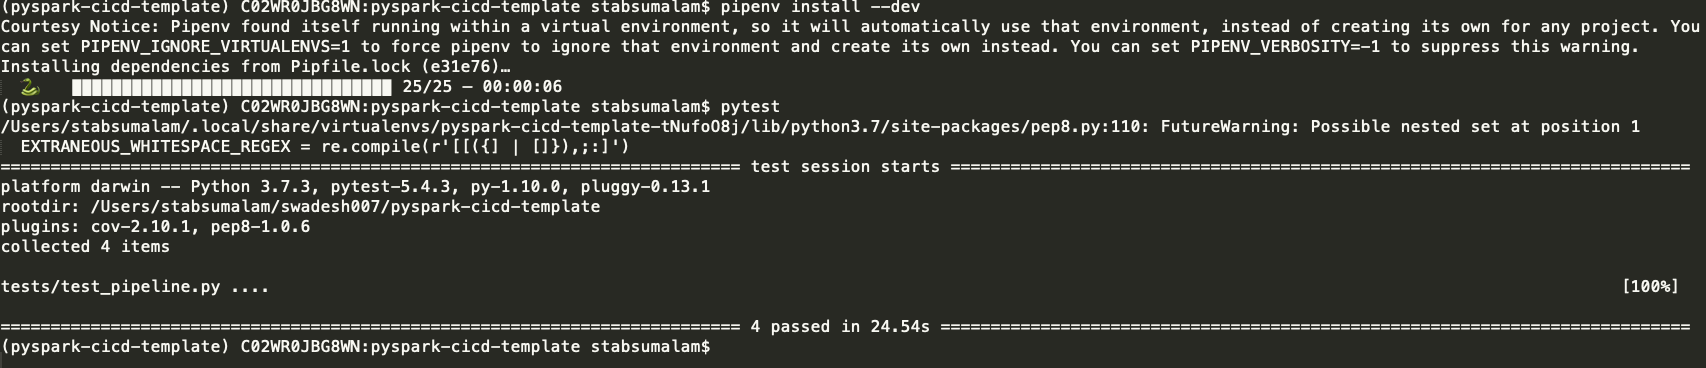 (pyspark-cicd-template) C02WR0JBG8WN:pyspark-cicd-template stabsumalam$ pipenv install --dev
Courtesy Notice: Pipenv found itself running within a virtual environment, so it will automatically use that environment, instead of creating its own for any project. You
can set PIPENV_IGNORE_VIRTUALENVS=1 to force pipenv to ignore that environment and create its own instead. You can set PIPENV_VERBOSITY=-1 to suppress this warning.
Installing dependencies from Pipfile.lock (e31e76)…
🐍 ▉▉▉▉▉▉▉▉▉▉▉▉▉▉▉▉▉▉▉▉▉▉▉▉▉▉▉▉▉▉▉▉ 25/25 — 00:00:06
(pyspark-cicd-template) C02WR0JBG8WN:pyspark-cicd-template stabsumalam$ pytest
/Users/stabsumalam/.local/share/virtualenvs/pyspark-cicd-template-tNufoO8j/lib/python3.7/site-packages/pep8.py:110: FutureWarning: Possible nested set at position 1
  EXTRANEOUS_WHITESPACE_REGEX = re.compile(r'[[({] | []}),;:]')
========================================================================== test session starts ==========================================================================
platform darwin -- Python 3.7.3, pytest-5.4.3, py-1.10.0, pluggy-0.13.1
rootdir: /Users/stabsumalam/swadesh007/pyspark-cicd-template
plugins: cov-2.10.1, pep8-1.0.6
collected 4 items
tests/test_pipeline.py .... [100%]
========================================================================== 4 passed in 24.54s ===========================================================================
(pyspark-cicd-template) C02WR0JBG8WN:pyspark-cicd-template stabsumalam$